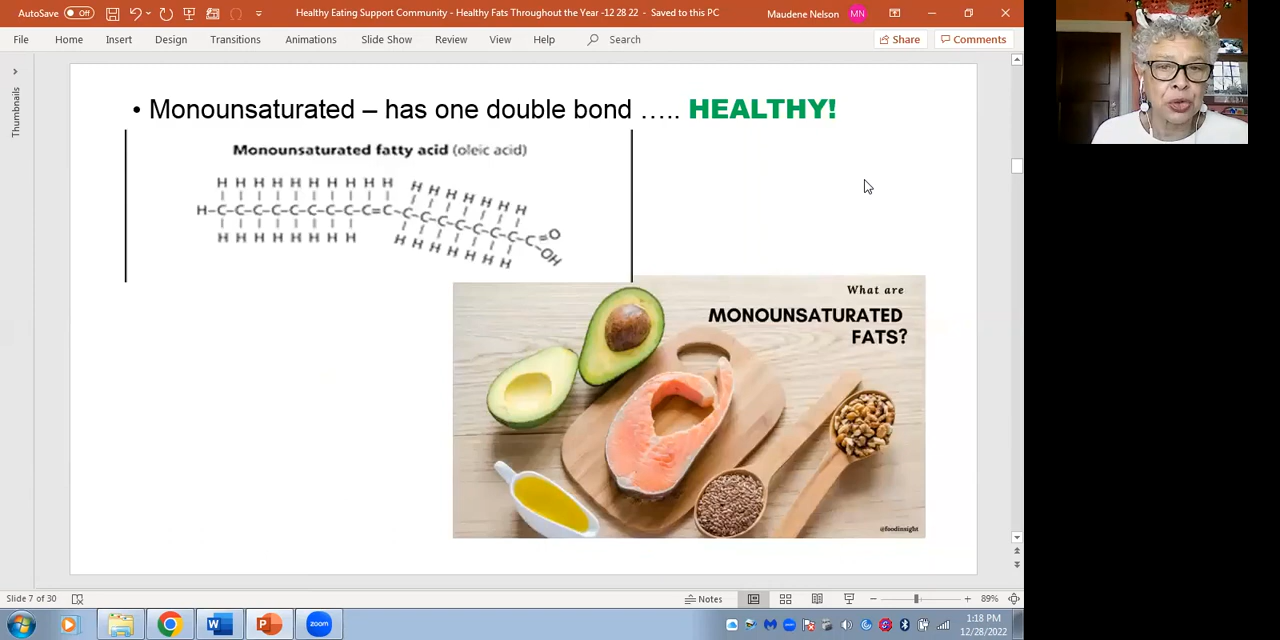 AutoSave Off Healthy Eating Support Community - Healthy Fats Throughout the Year -12 28 22 - Saved to this PC Maudene Nelson MN
File Home Insert Design Transitions Animations Slide Show Review View Help Search Share Comments
Thumbnails
• Monounsaturated – has one double bond ….. HEALTHY!
Monounsaturated fatty acid (oleic acid)
H H H H H H H H H H H H H H H H H
H-C-C-C-C-C-C-C-C-C=C-C-C-C-C-C-C-C-C=O
H H H H H H H H H H H H H H H OH
What are
MONOUNSATURATED
FATS?
@foodinsight
Slide 7 of 30 Notes 89%
W P zoom 1:18 PM
12/28/2022